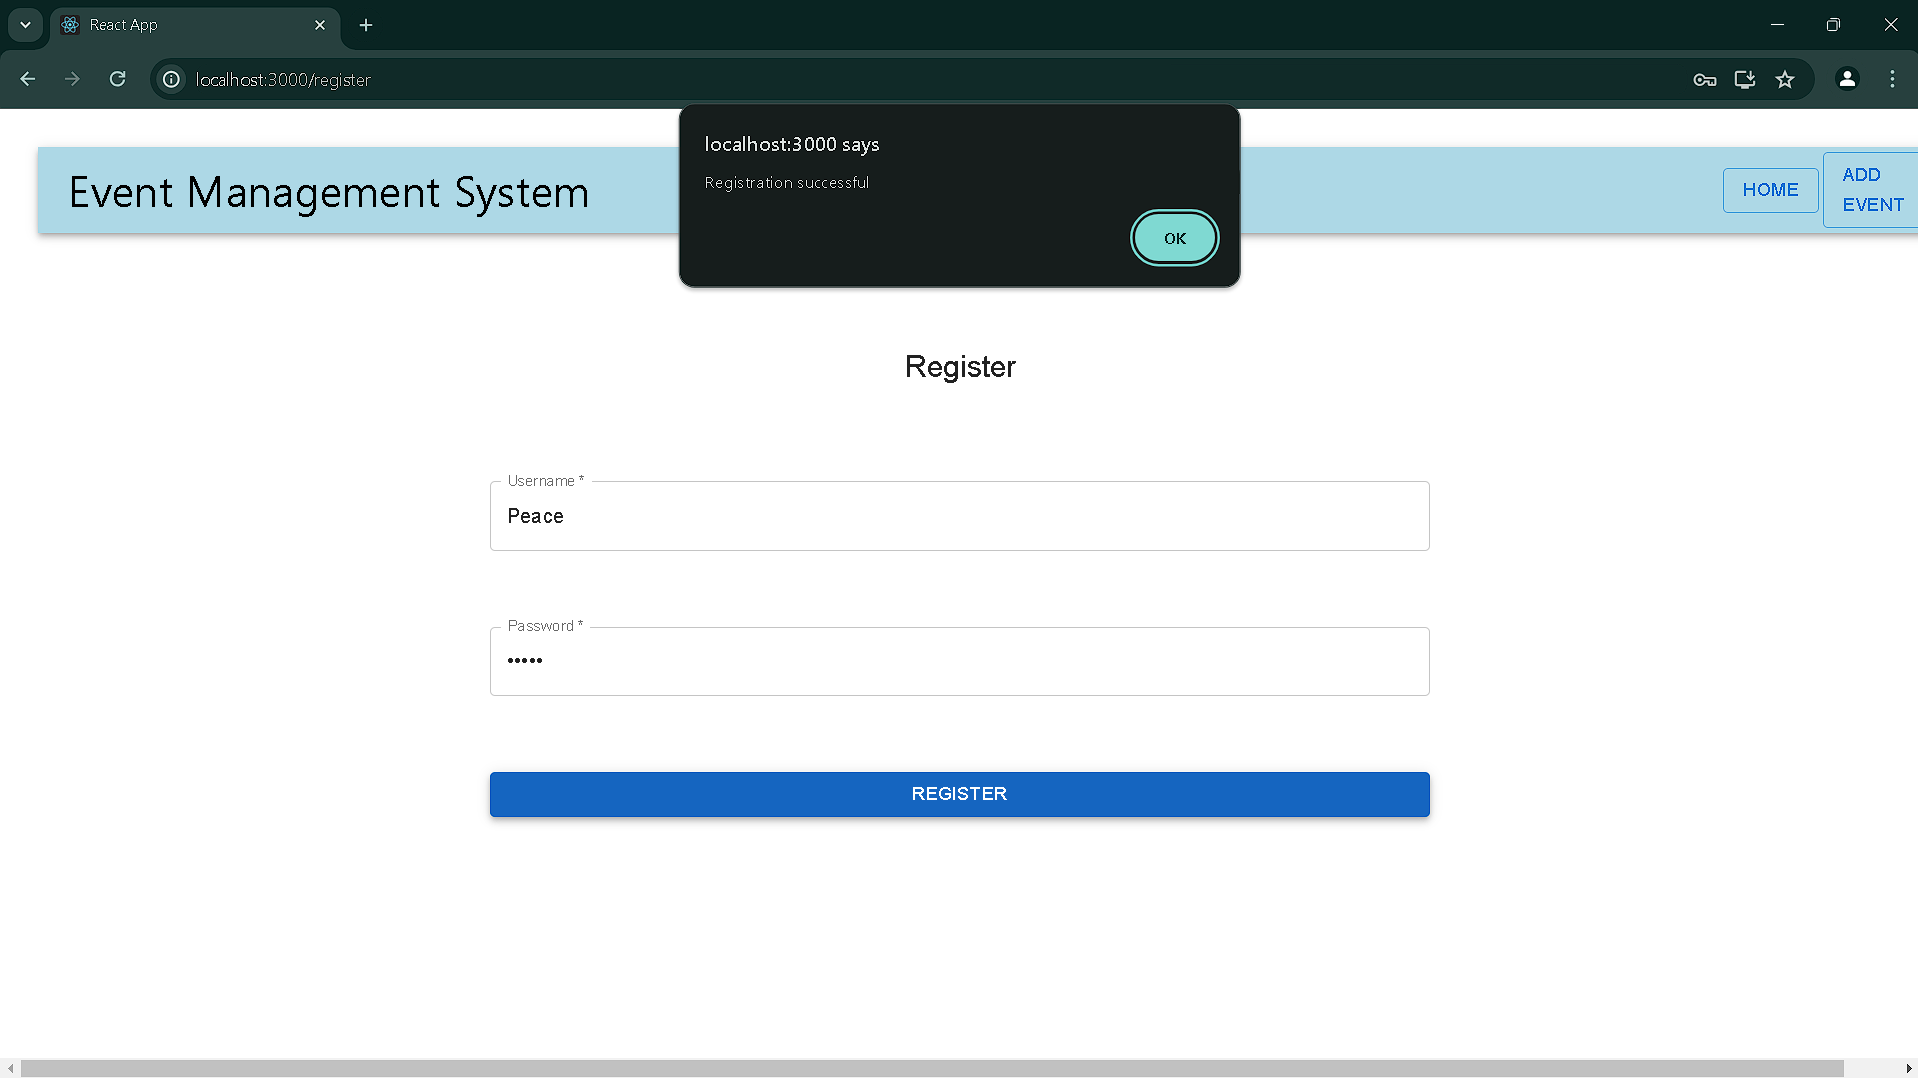 React App
localhost:3000/register
localhost:3000 says
Registration successful
OK
Event Management System
HOME
ADD
EVENT
Register
Username *
Peace
Password *
•••••
REGISTER